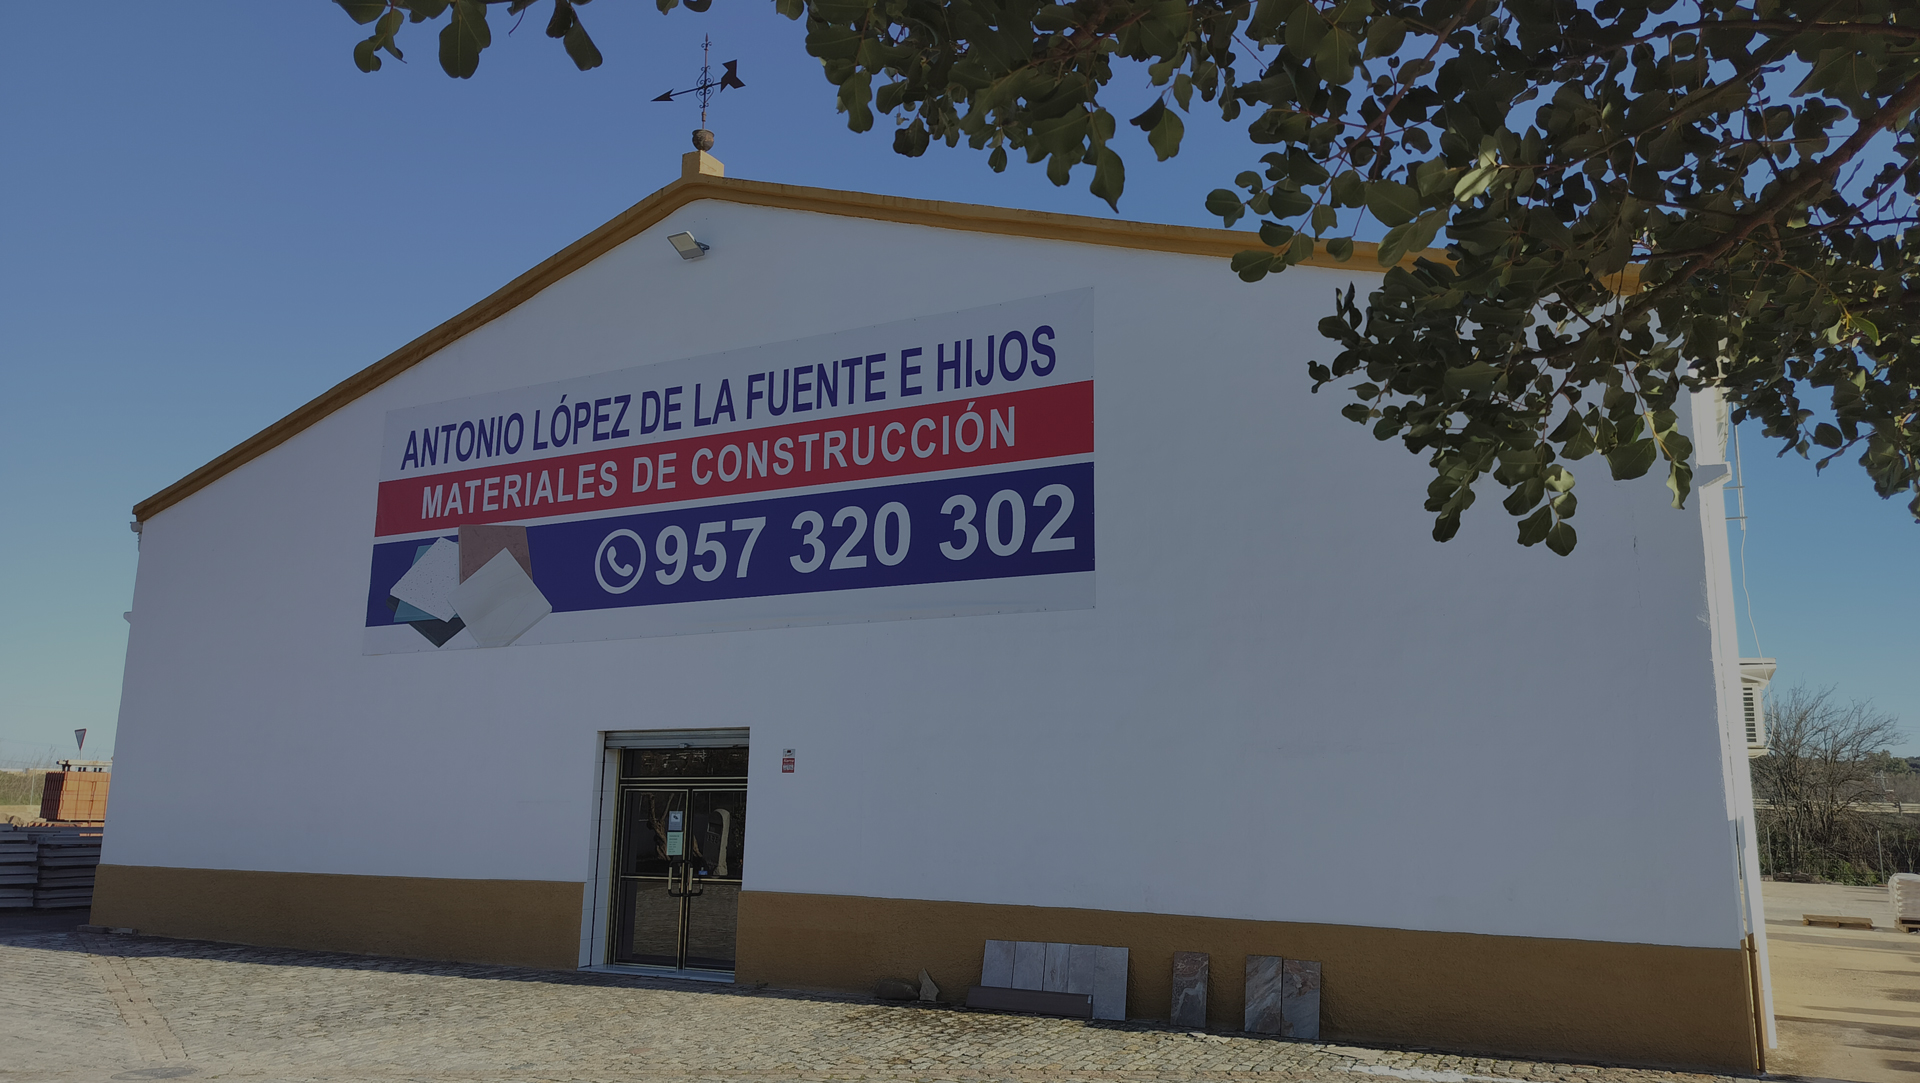 ANTONIO LÓPEZ DE LA FUENTE E HIJOS
MATERIALES DE CONSTRUCCIÓN
957 320 302